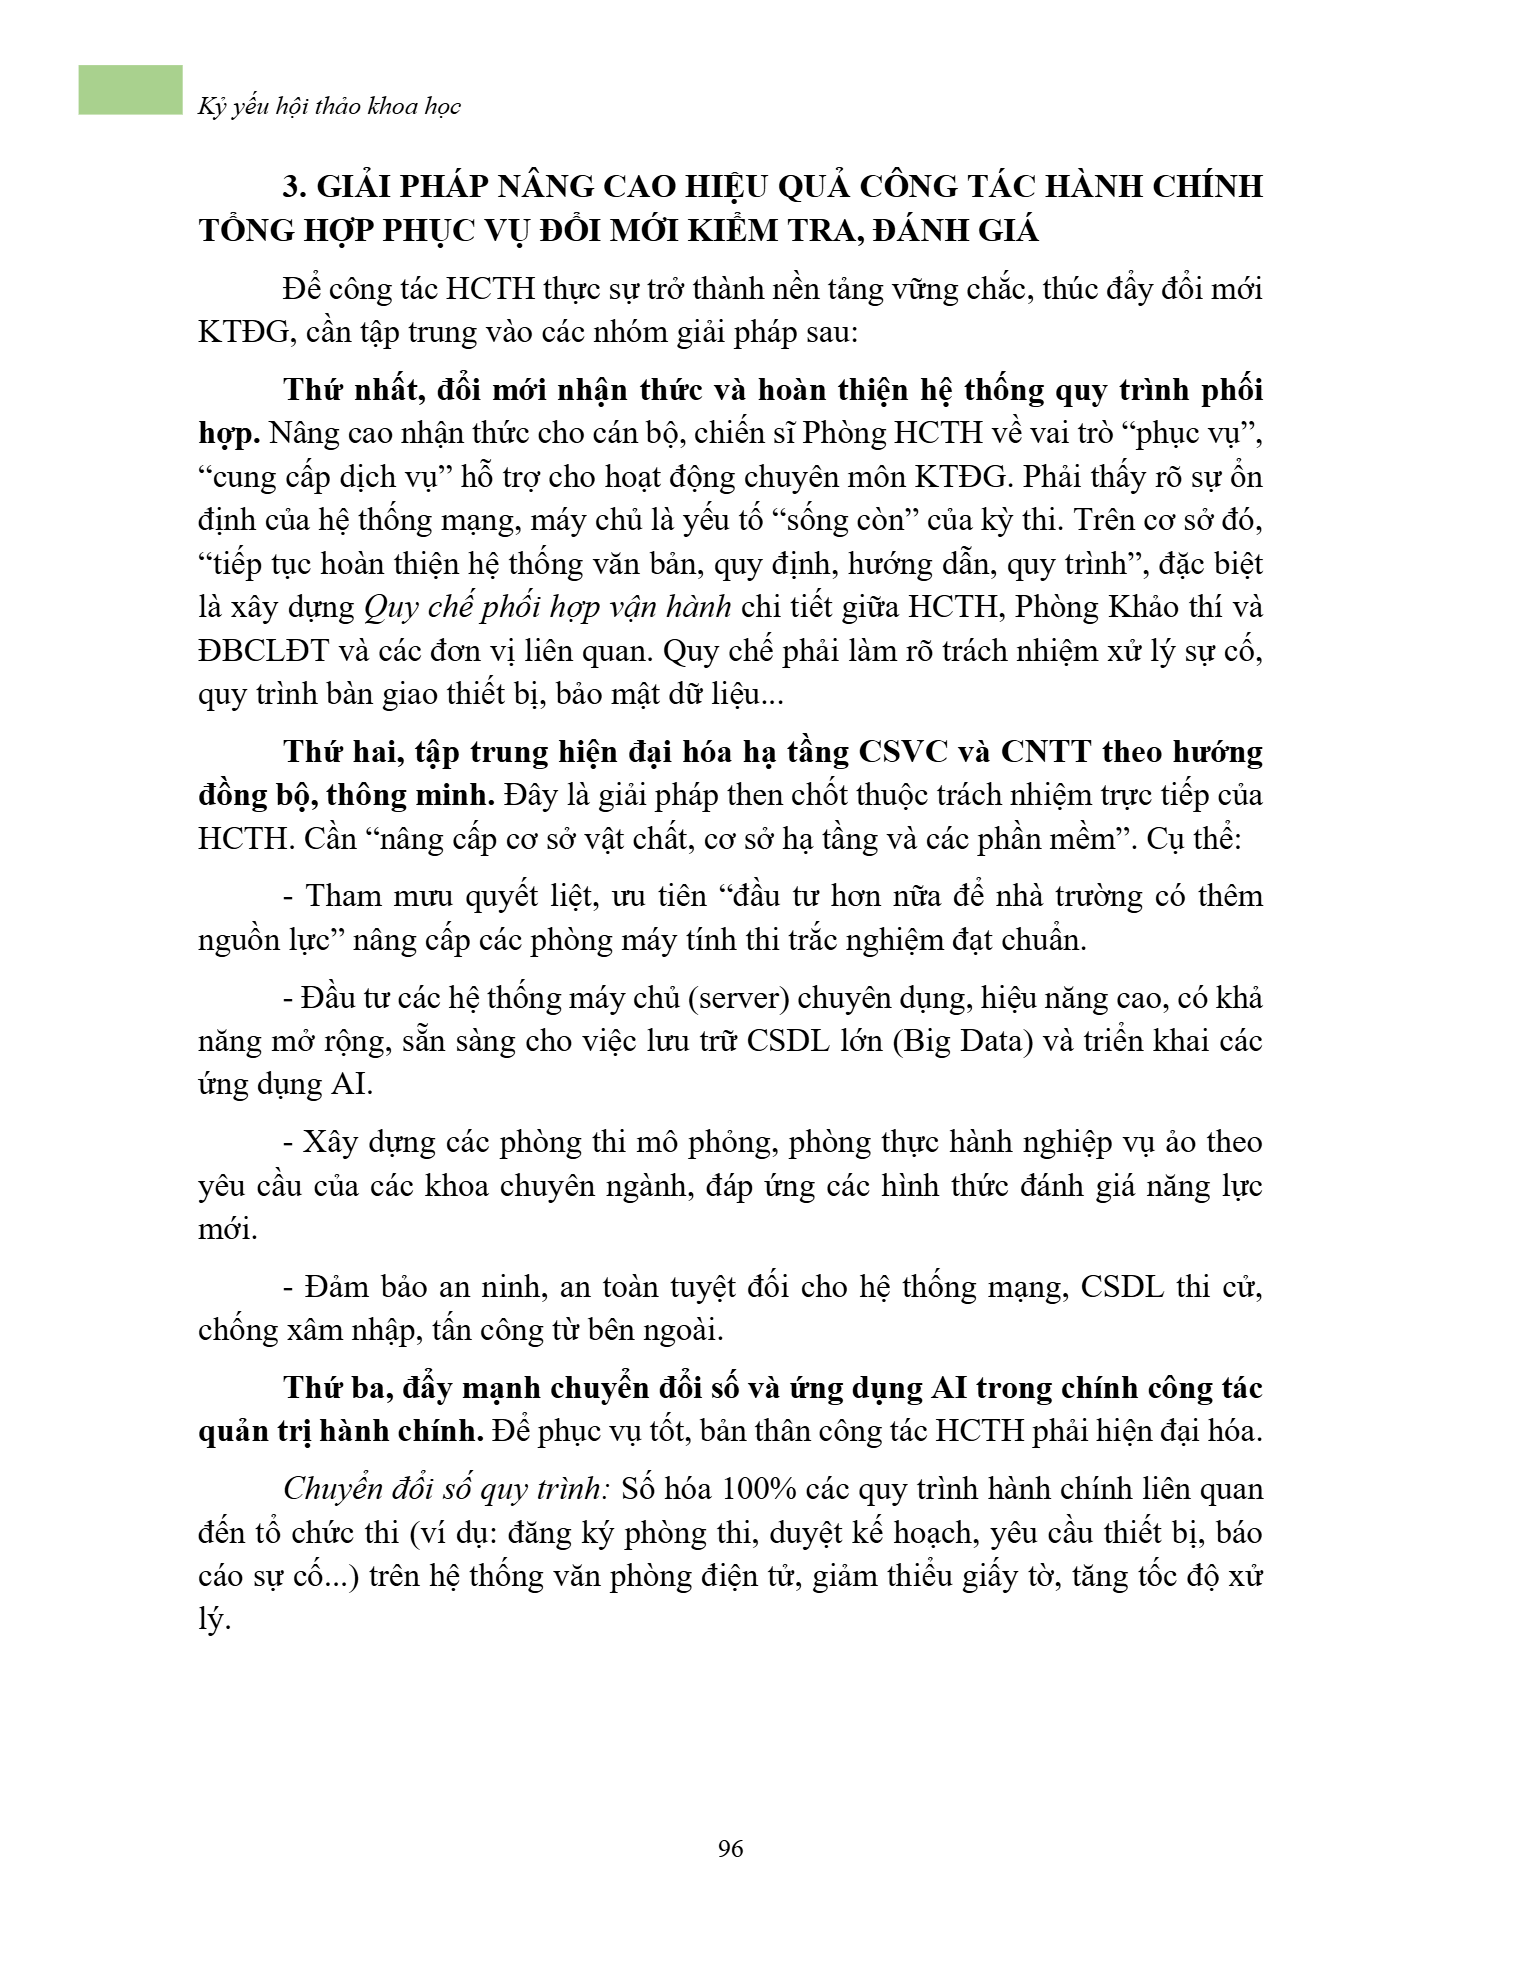 Kỷ yếu hội thảo khoa học
3. GIẢI PHÁP NÂNG CAO HIỆU QUẢ CÔNG TÁC HÀNH CHÍNH
TỔNG HỢP PHỤC VỤ ĐỔI MỚI KIỂM TRA, ĐÁNH GIÁ
Để công tác HCTH thực sự trở thành nền tảng vững chắc, thúc đẩy đổi mới
KTĐG, cần tập trung vào các nhóm giải pháp sau:
Thứ nhất, đổi mới nhận thức và hoàn thiện hệ thống quy trình phối
hợp. Nâng cao nhận thức cho cán bộ, chiến sĩ Phòng HCTH về vai trò “phục vụ”,
“cung cấp dịch vụ” hỗ trợ cho hoạt động chuyên môn KTĐG. Phải thấy rõ sự ổn
định của hệ thống mạng, máy chủ là yếu tố “sống còn” của kỳ thi. Trên cơ sở đó,
“tiếp tục hoàn thiện hệ thống văn bản, quy định, hướng dẫn, quy trình”, đặc biệt
là xây dựng Quy chế phối hợp vận hành chi tiết giữa HCTH, Phòng Khảo thí và
ĐBCLĐT và các đơn vị liên quan. Quy chế phải làm rõ trách nhiệm xử lý sự cố,
quy trình bàn giao thiết bị, bảo mật dữ liệu...
Thứ hai, tập trung hiện đại hóa hạ tầng CSVC và CNTT theo hướng
đồng bộ, thông minh. Đây là giải pháp then chốt thuộc trách nhiệm trực tiếp của
HCTH. Cần “nâng cấp cơ sở vật chất, cơ sở hạ tầng và các phần mềm”. Cụ thể:
- Tham mưu quyết liệt, ưu tiên “đầu tư hơn nữa để nhà trường có thêm
nguồn lực” nâng cấp các phòng máy tính thi trắc nghiệm đạt chuẩn.
- Đầu tư các hệ thống máy chủ (server) chuyên dụng, hiệu năng cao, có khả
năng mở rộng, sẵn sàng cho việc lưu trữ CSDL lớn (Big Data) và triển khai các
ứng dụng AI.
- Xây dựng các phòng thi mô phỏng, phòng thực hành nghiệp vụ ảo theo
yêu cầu của các khoa chuyên ngành, đáp ứng các hình thức đánh giá năng lực
mới.
- Đảm bảo an ninh, an toàn tuyệt đối cho hệ thống mạng, CSDL thi cử,
chống xâm nhập, tấn công từ bên ngoài.
Thứ ba, đẩy mạnh chuyển đổi số và ứng dụng AI trong chính công tác
quản trị hành chính. Để phục vụ tốt, bản thân công tác HCTH phải hiện đại hóa.
Chuyển đổi số quy trình: Số hóa 100% các quy trình hành chính liên quan
đến tổ chức thi (ví dụ: đăng ký phòng thi, duyệt kế hoạch, yêu cầu thiết bị, báo
cáo sự cố...) trên hệ thống văn phòng điện tử, giảm thiểu giấy tờ, tăng tốc độ xử
lý.
96